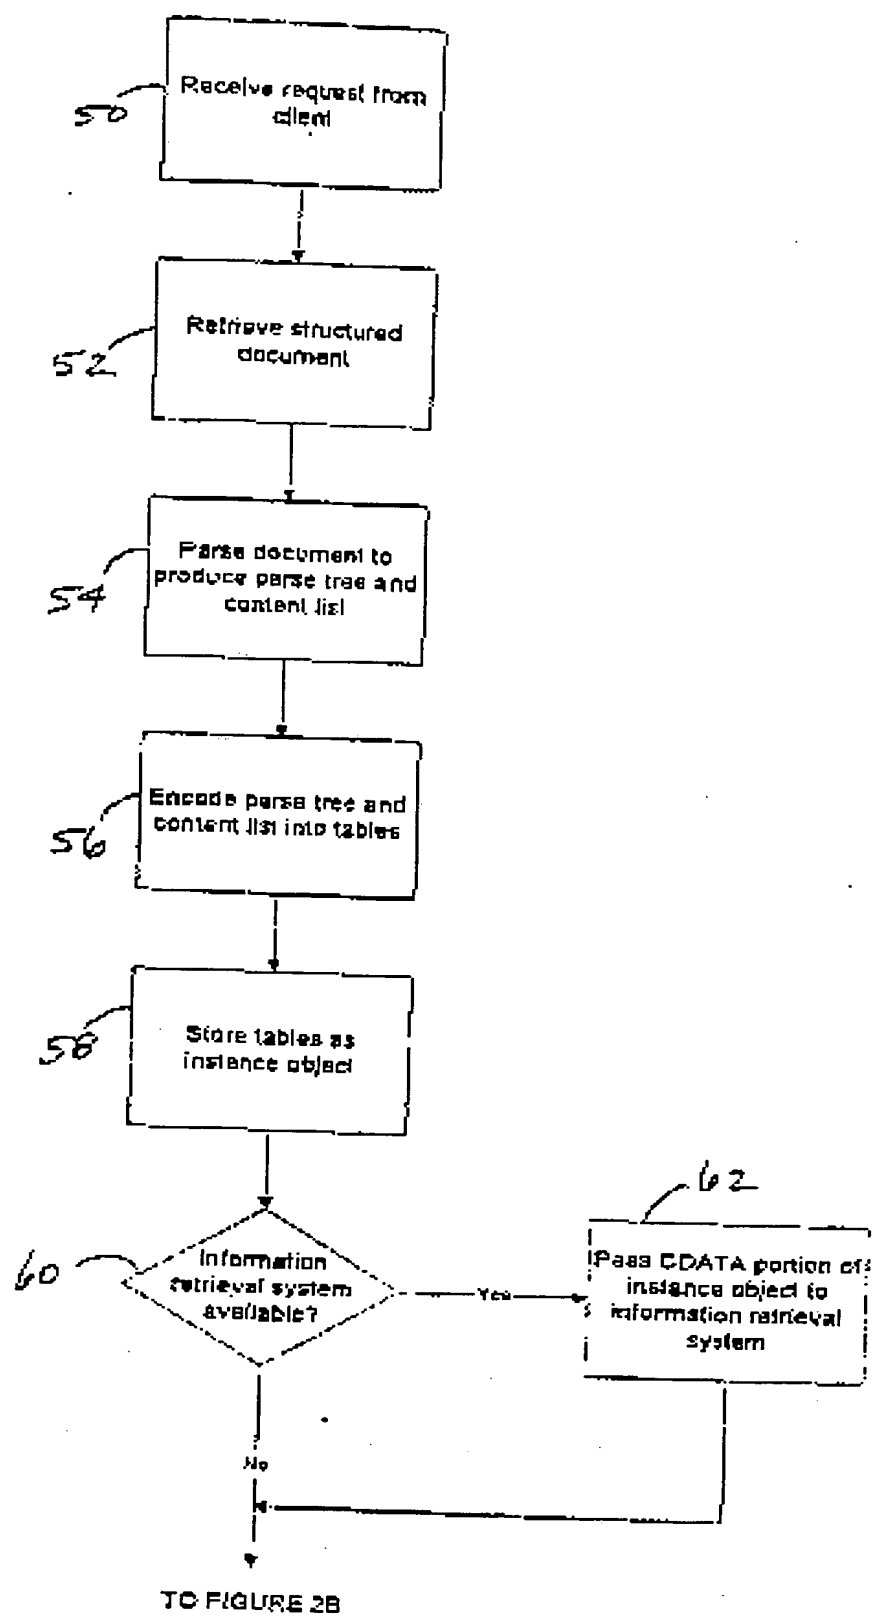 50
Receive request from
client
52
Retrieve structured
document
54
Parse document to
produce parse tree and
content list
56
Encode parse tree and
content list into tables
58
Store tables as
instance object
60
Information
retrieval system
available?
Yes
62
Pass CDATA portion of
instance object to
information retrieval
system
No
TO FIGURE 2B